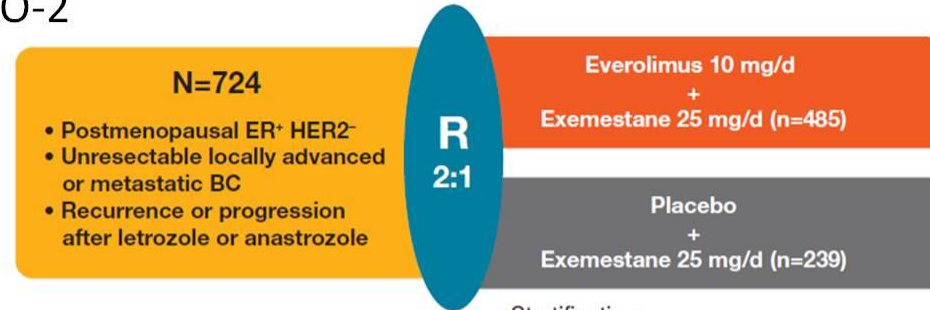 O-2
N=724
• Postmenopausal ER⁺ HER2⁻
• Unresectable locally advanced
or metastatic BC
• Recurrence or progression
after letrozole or anastrozole
R
2:1
Everolimus 10 mg/d
+
Exemestane 25 mg/d (n=485)
Placebo
+
Exemestane 25 mg/d (n=239)